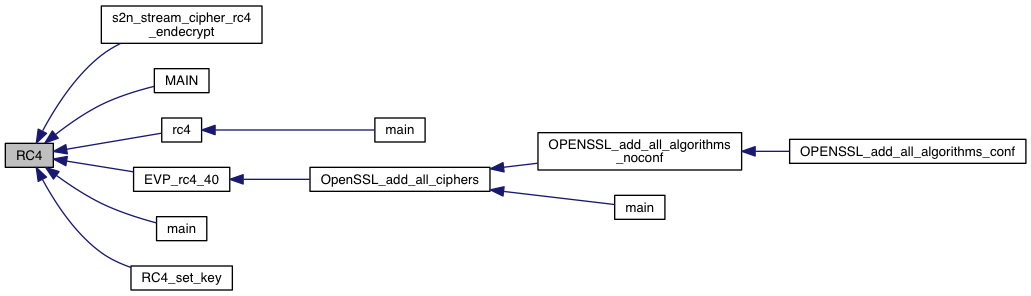 s2n_stream_cipher_rc4
_endecrypt
MAIN
rc4
main
RC4
EVP_rc4_40
OpenSSL_add_all_ciphers
OPENSSL_add_all_algorithms
_noconf
OPENSSL_add_all_algorithms_conf
main
main
RC4_set_key